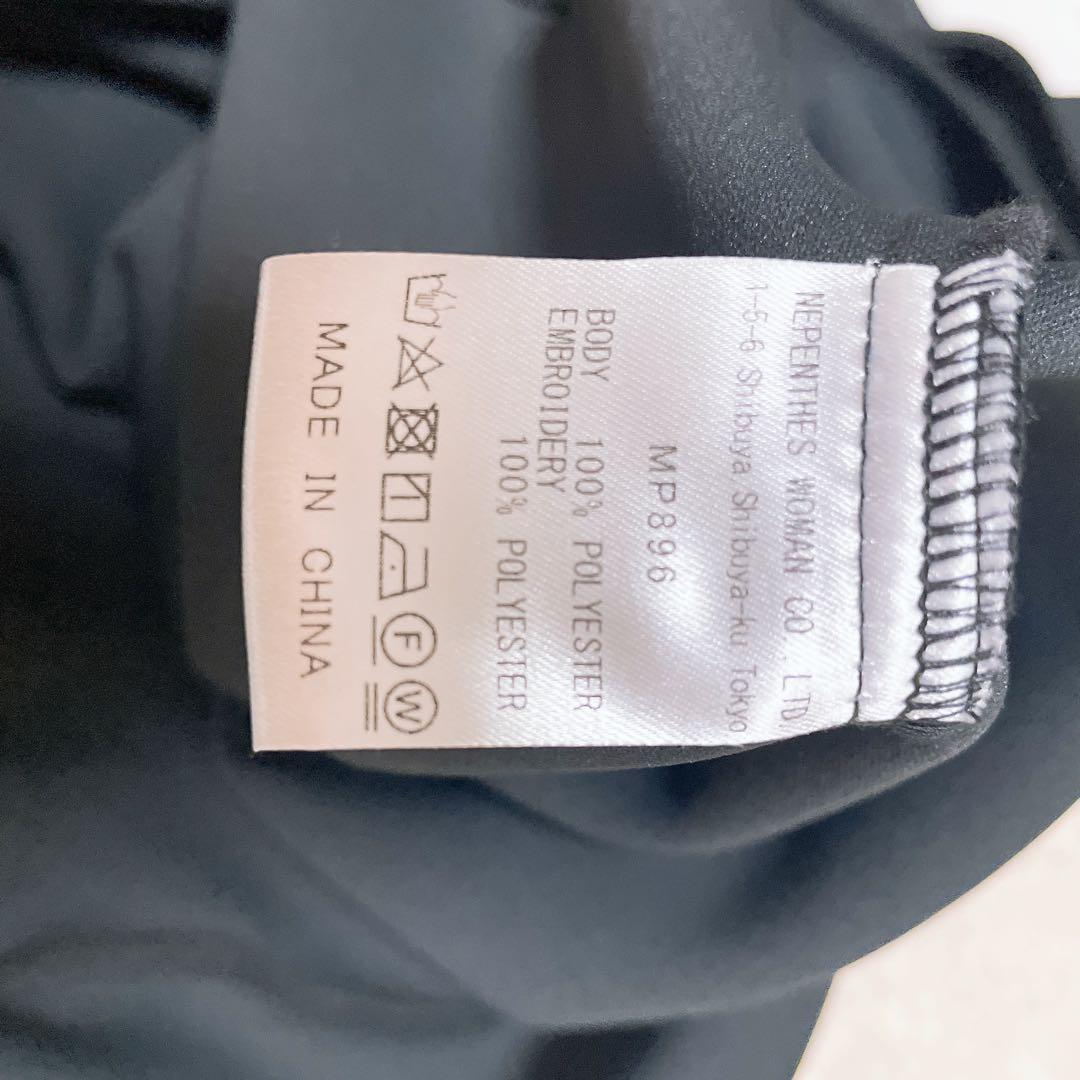 NEPENTHES WOMAN CO .LTD,
1-5-6 Shibuya Shibuya-ku Tokyo
MP896
BODY 100% POLYESTER
EMBROIDERY
100% POLYESTER
F W
MADE IN CHINA